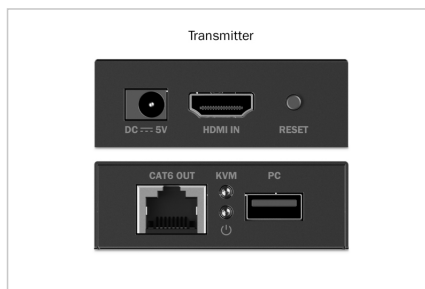 Transmitter
DC ⎓ 5V
HDMI IN
RESET
CAT6 OUT
KVM
PC